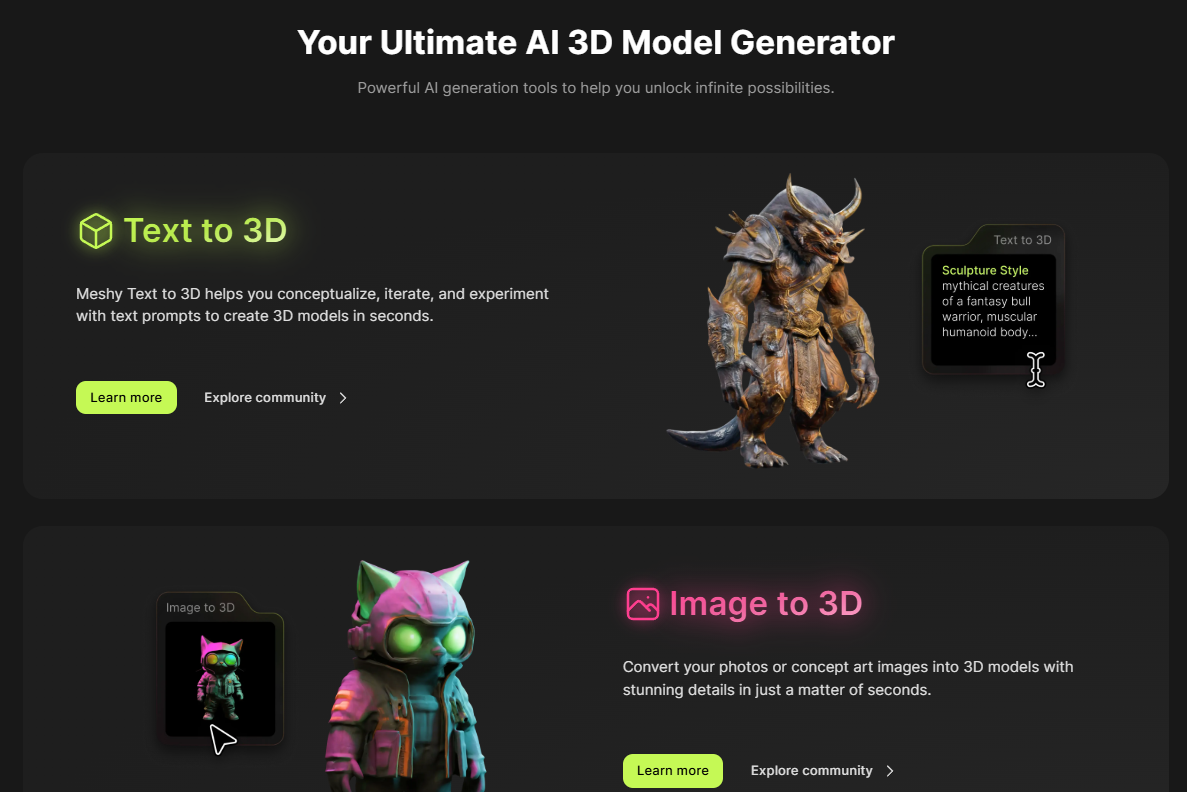 Your Ultimate AI 3D Model Generator
Powerful AI generation tools to help you unlock infinite possibilities.
Text to 3D
Meshy Text to 3D helps you conceptualize, iterate, and experiment
with text prompts to create 3D models in seconds.
Learn more
Explore community
Text to 3D
Sculpture Style
mythical creatures
of a fantasy bull
warrior, muscular
humanoid body...
Image to 3D
Image to 3D
Convert your photos or concept art images into 3D models with
stunning details in just a matter of seconds.
Learn more
Explore community